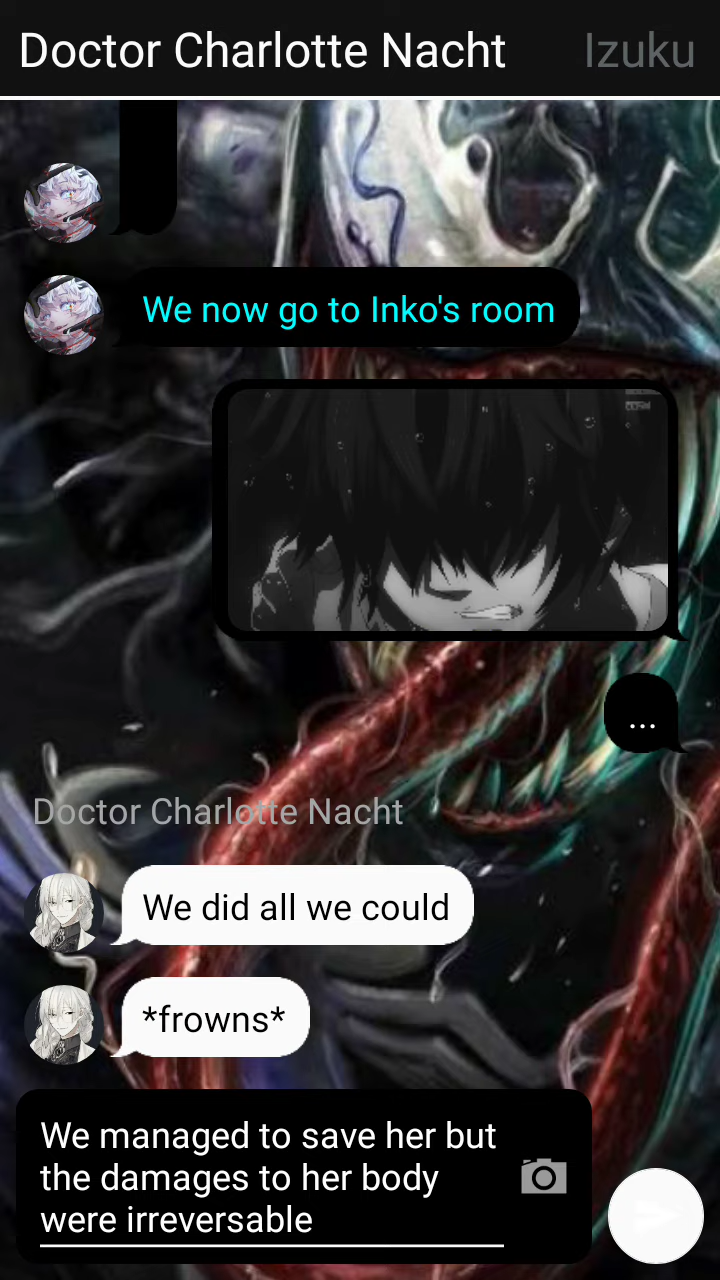 Doctor Charlotte Nacht
Izuku
We now go to Inko's room
...
Doctor Charlotte Nacht
We did all we could
*frowns*
We managed to save her but
the damages to her body
were irreversable